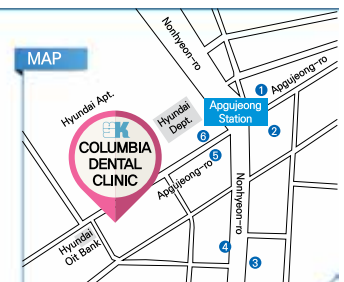 MAP
Nonhyeon-ro
Hyundai Apt.
Hyundai
Dept.
Apgujeong
Station
Apgujeong-ro
1
2
6
5
K
COLUMBIA
DENTAL
CLINIC
Apgujeong-ro
Nonhyeon-ro
Hyundai
Oit Bank
4
3